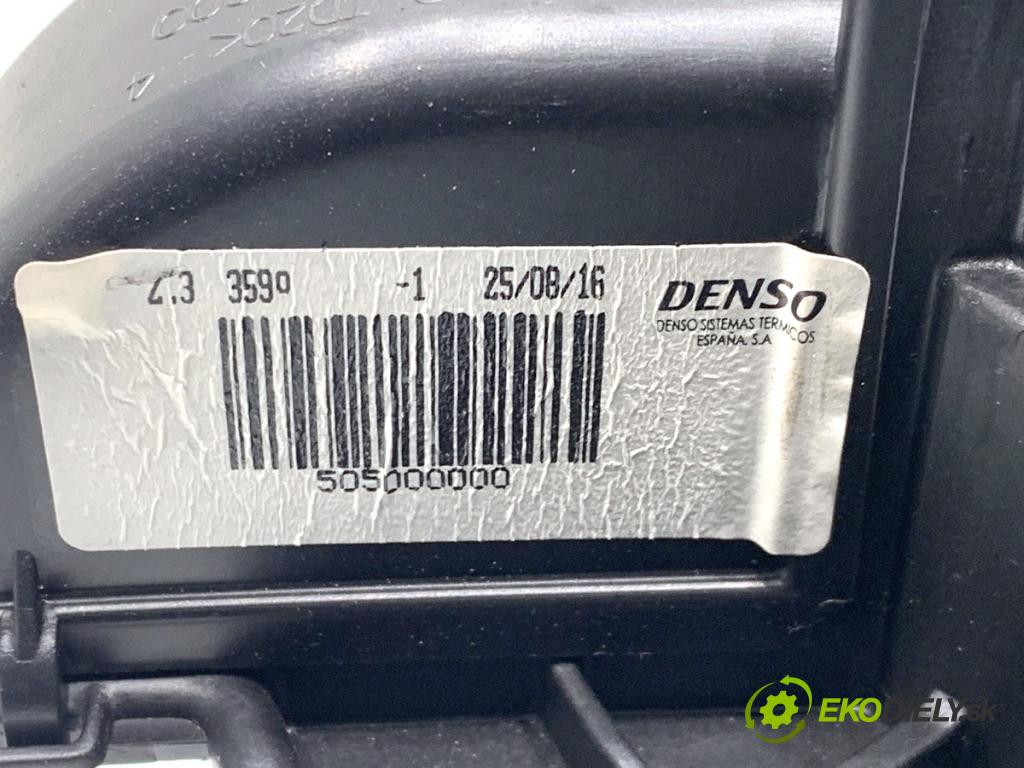 359º -1 25/08/16
DENSO
DENSO SISTEMAS TERMICOS
ESPAÑA. S.A
505000000
EKODIELY.sk